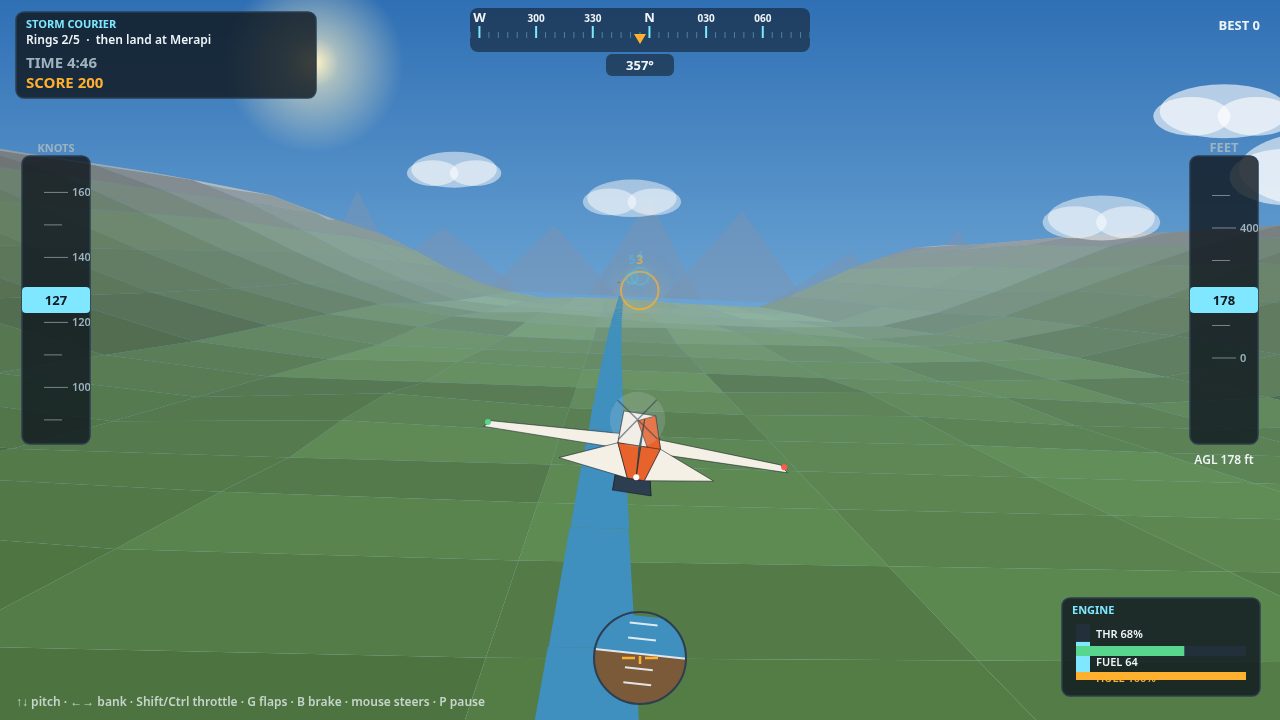 STORM COURIER
Rings 2/5 · then land at Merapi
TIME 4:46
SCORE 200
W 300 330 N 030 060
357°
BEST 0
KNOTS
160
140
127
120
100
FEET
400
178
0
AGL 178 ft
3
ENGINE
THR 68%
FUEL 64
↑↓ pitch · ←→ bank · Shift/Ctrl throttle · G flaps · B brake · mouse steers · P pause